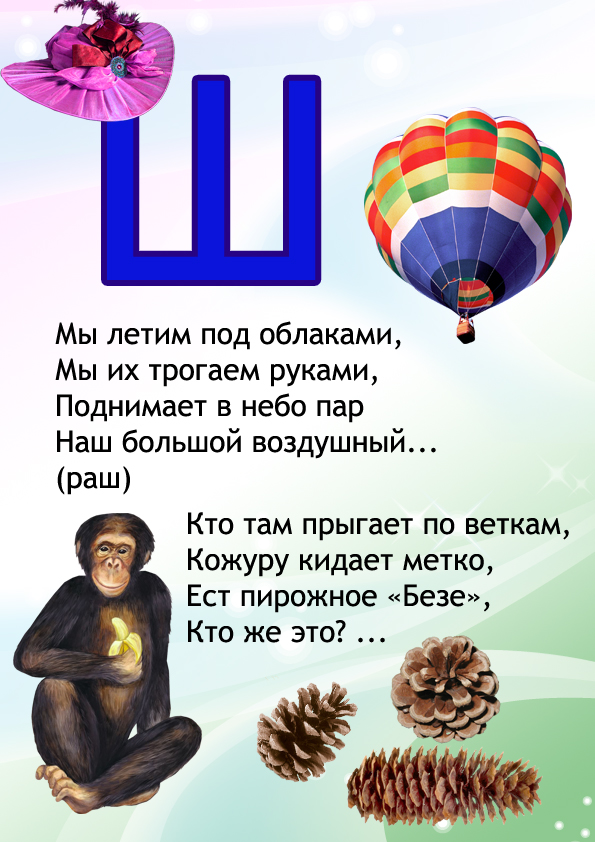 Ш
Мы летим под облаками,
Мы их трогаем руками,
Поднимает в небо пар
Наш большой воздушный...
(раш)
Кто там прыгает по веткам,
Кожуру кидает метко,
Ест пирожное «Безе»,
Кто же это? ...